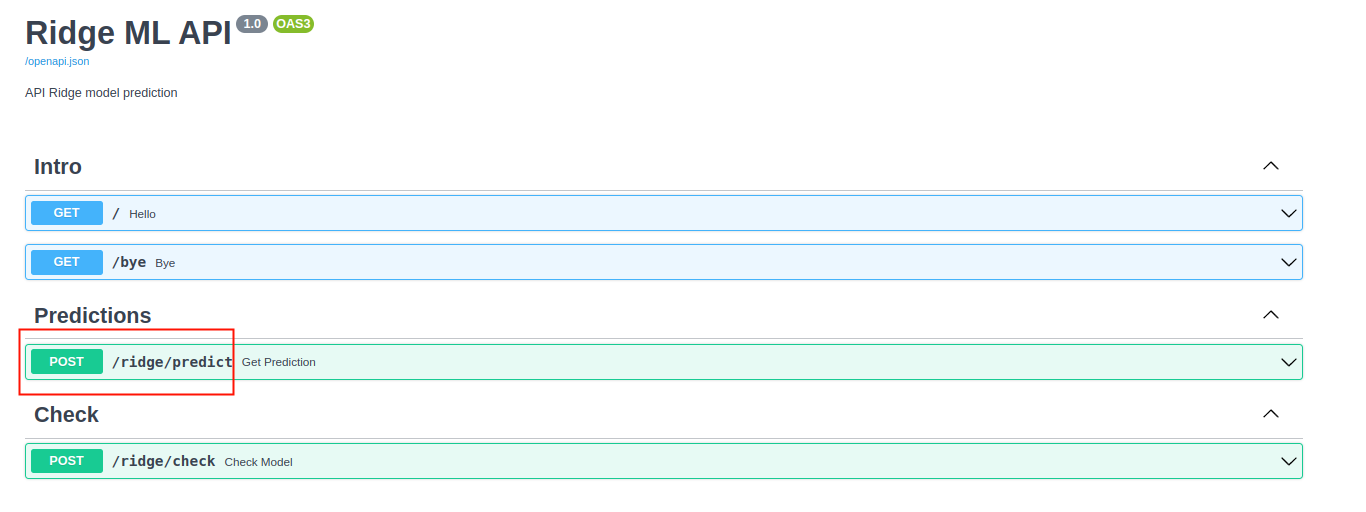 Ridge ML API 1.0 OAS3
/openapi.json
API Ridge model prediction
Intro
GET / Hello
GET /bye Bye
Predictions
POST /ridge/predict Get Prediction
Check
POST /ridge/check Check Model